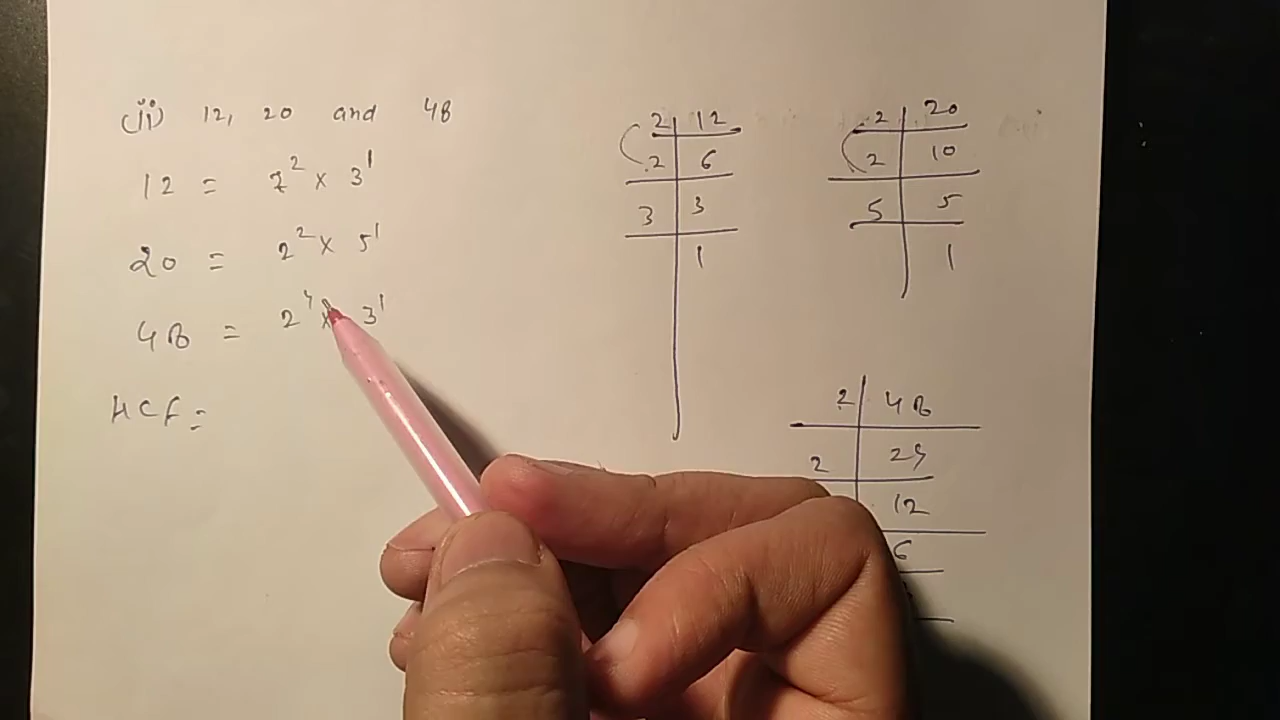 (ii) 12, 20 and 48
12 = 2² × 3¹
20 = 2² × 5¹
48 = 2⁴ × 3¹
HCF =
2 12
2 6
3 3
1
2 20
2 10
5 5
1
2 48
2 24
12
6